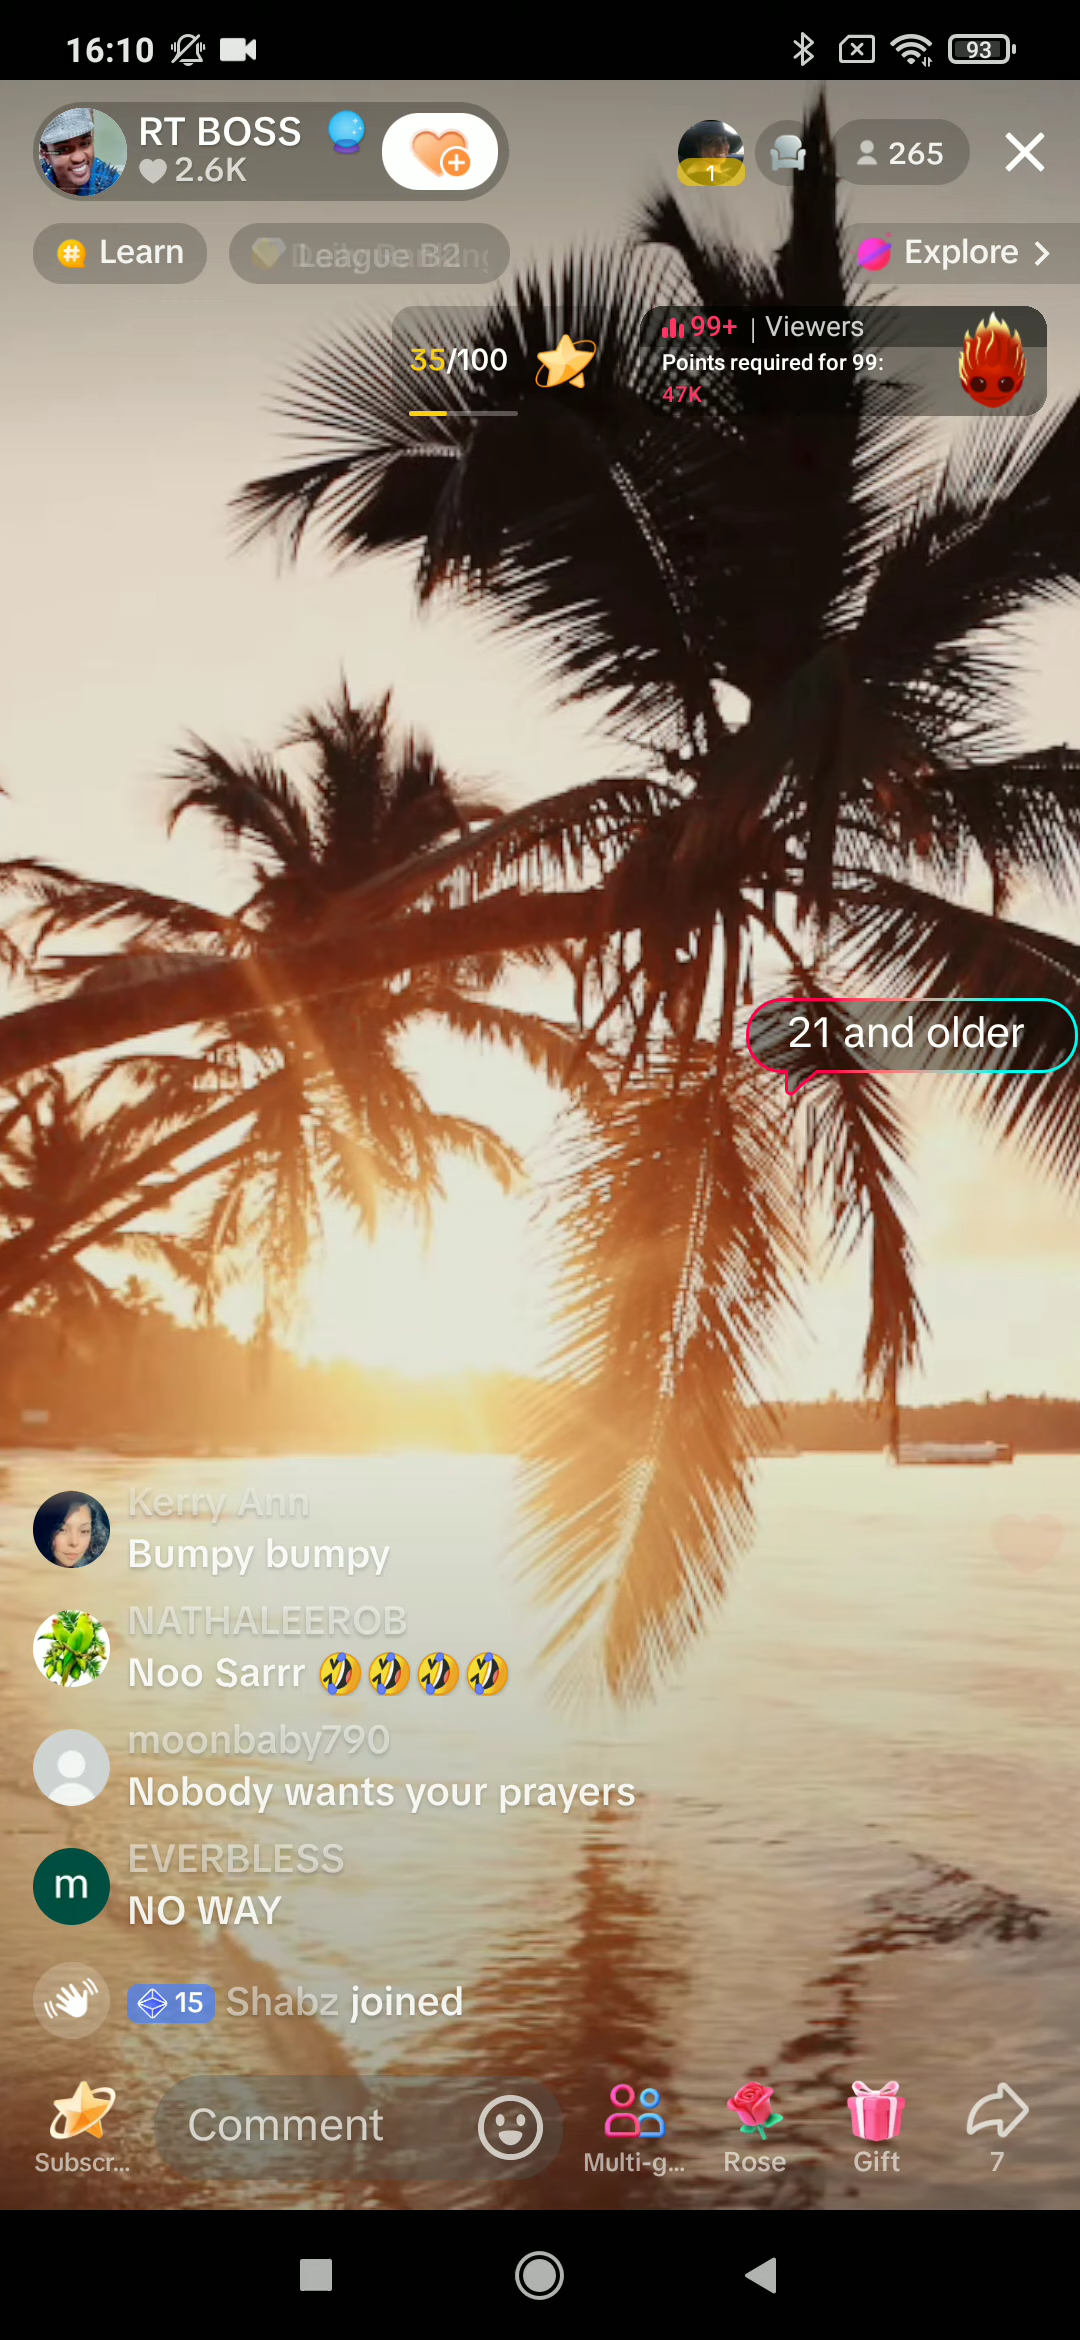 16:10
93
RT BOSS
2.6K
1
265
Learn
League B2
Explore
35/100
99+ | Viewers
Points required for 99:
47K
21 and older
Kerry Ann
Bumpy bumpy
NATHALEEROB
Noo Sarrr 🤣🤣🤣🤣
moonbaby790
Nobody wants your prayers
EVERBLESS
m
NO WAY
15 Shabz joined
Comment
Subscr...
Multi-g...
Rose
Gift
7